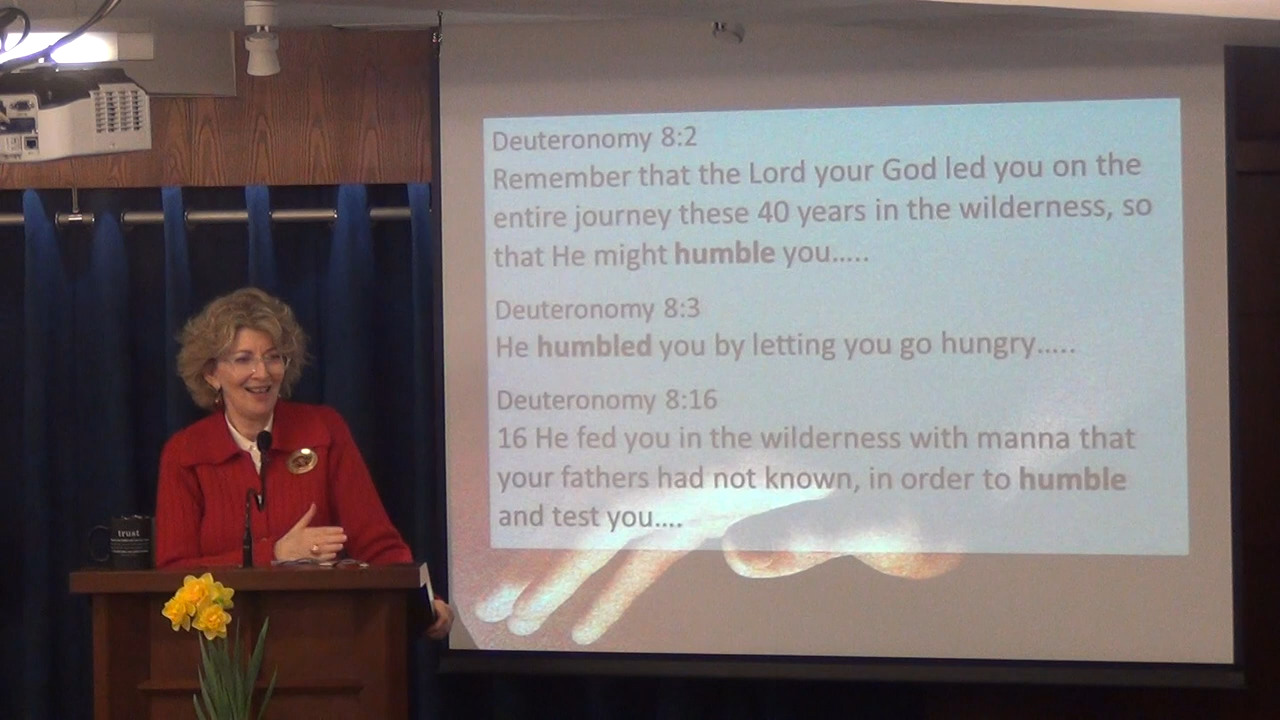 Deuteronomy 8:2
Remember that the Lord your God led you on the
entire journey these 40 years in the wilderness, so
that He might humble you.....
Deuteronomy 8:3
He humbled you by letting you go hungry.....
Deuteronomy 8:16
16 He fed you in the wilderness with manna that
your fathers had not known, in order to humble
and test you....
trust